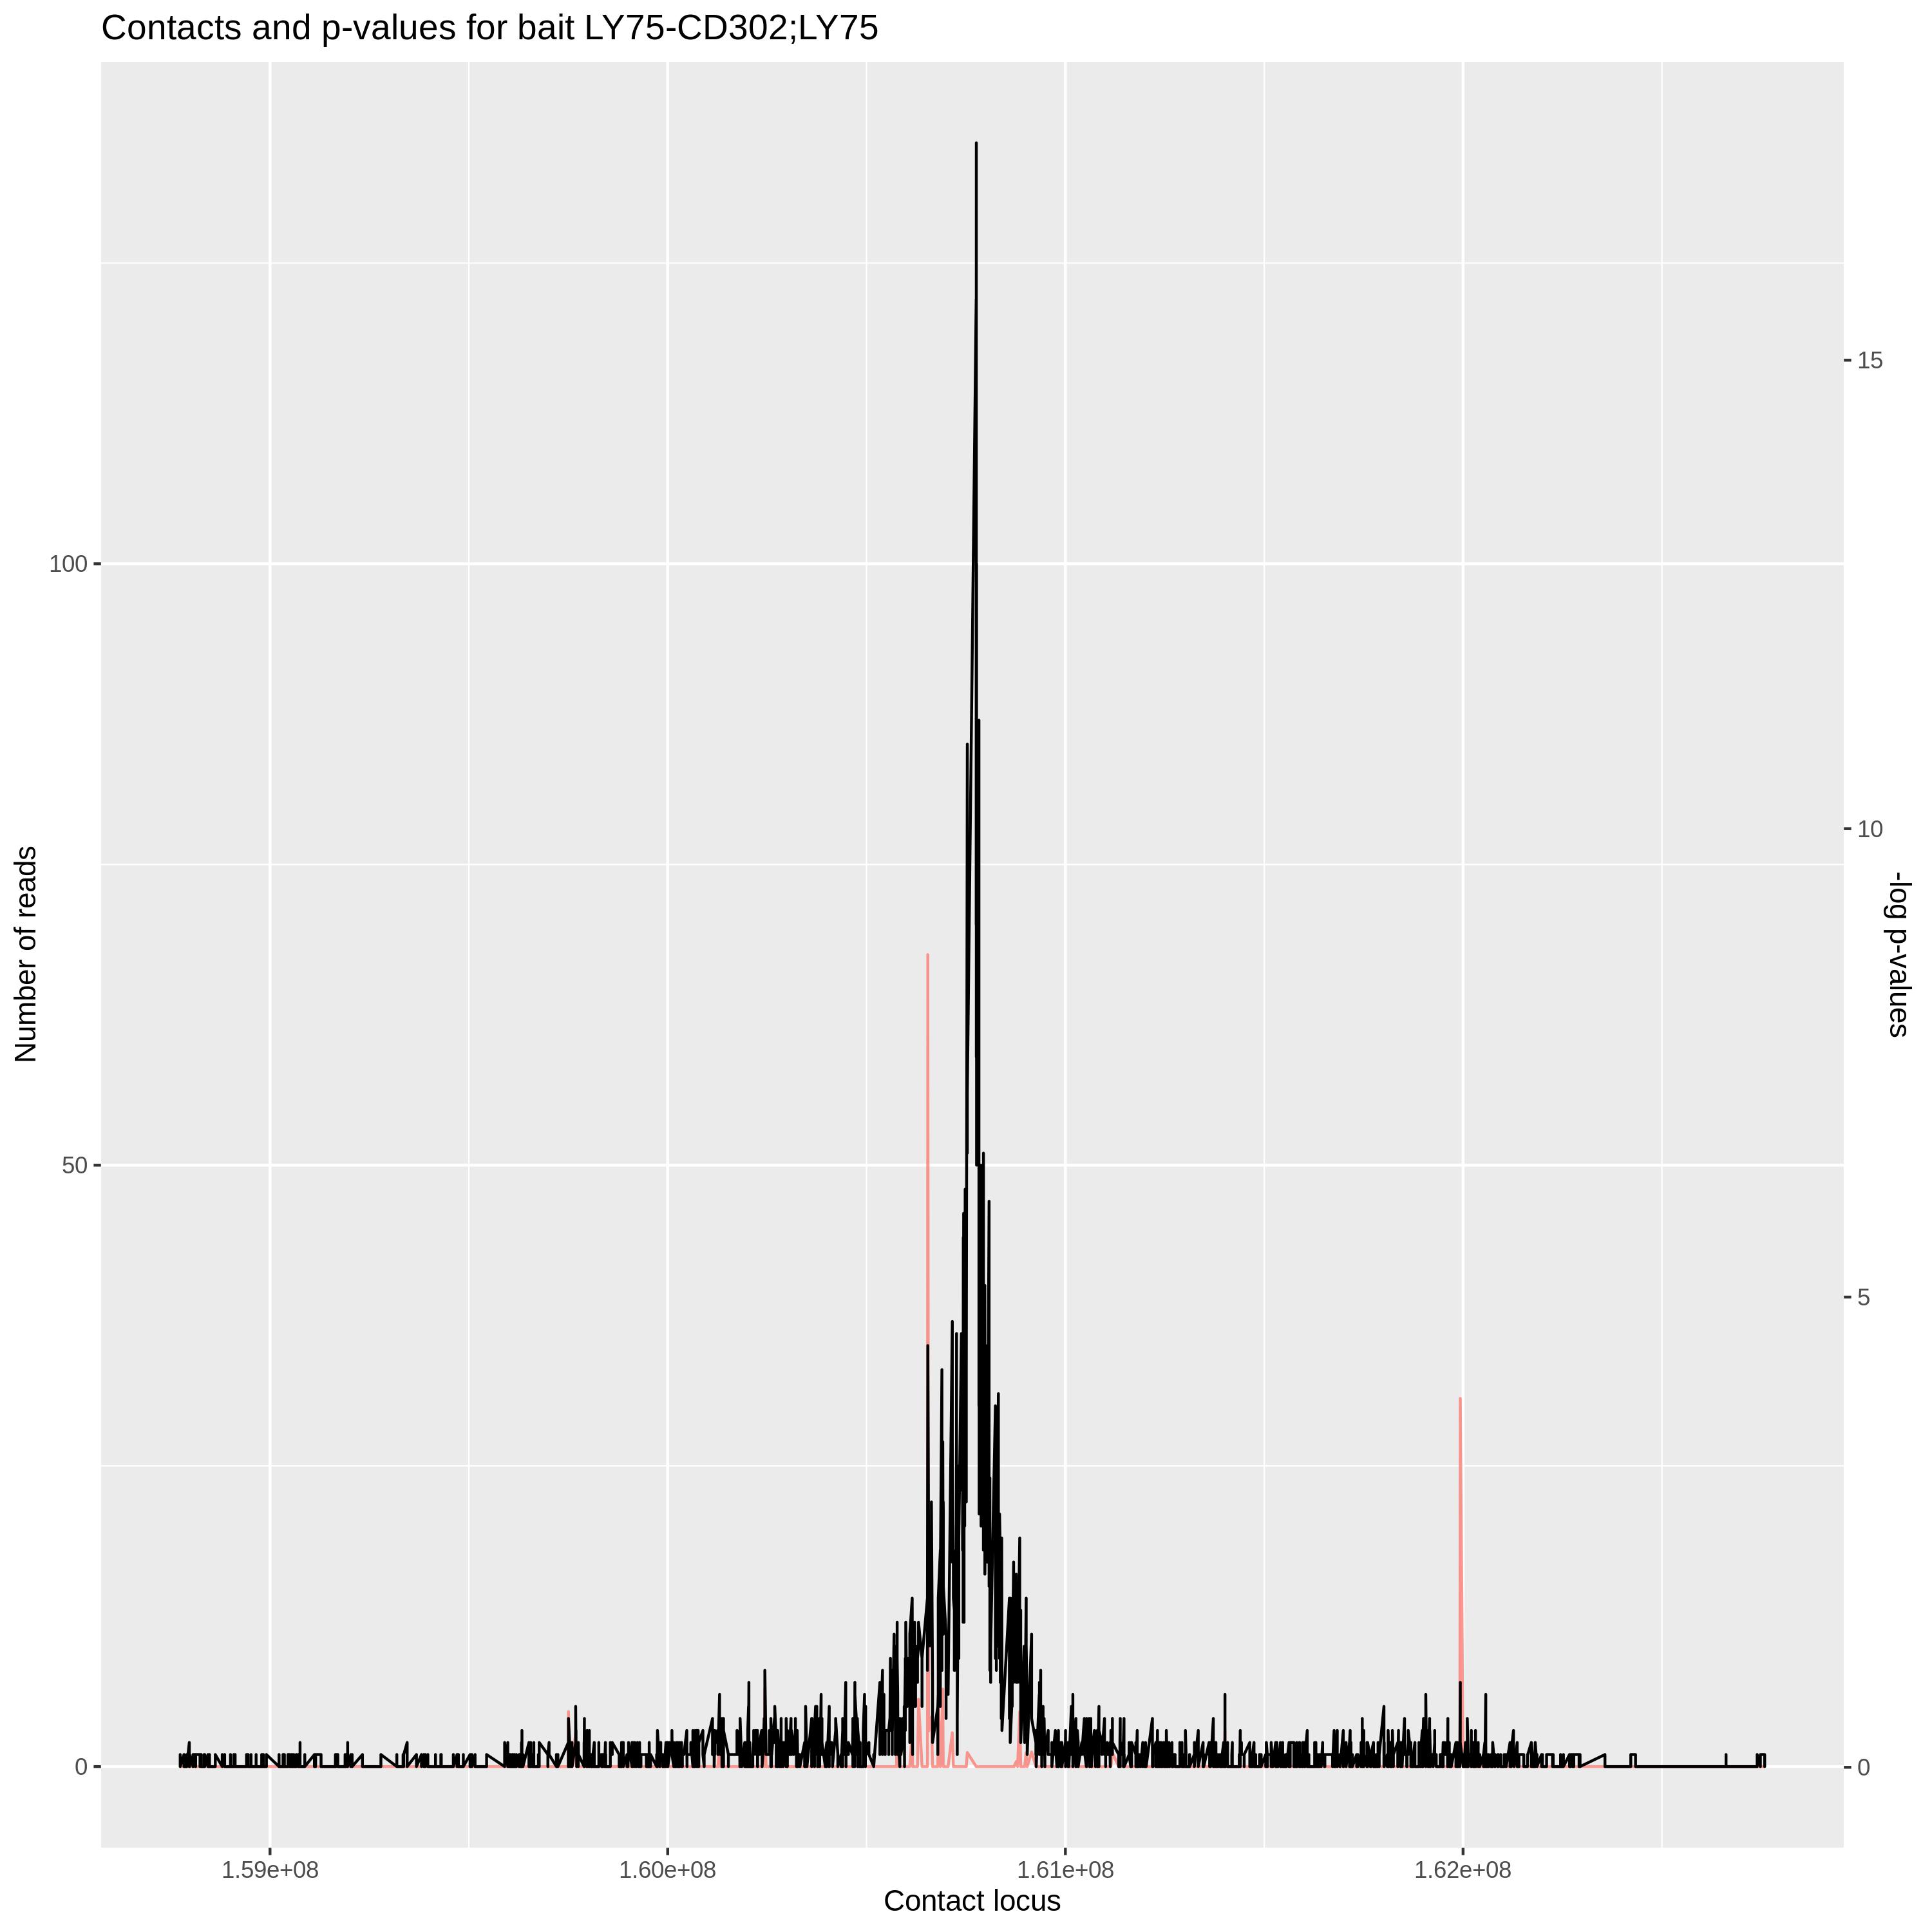 Contacts and p-values for bait LY75-CD302;LY75
Number of reads
100
50
0
15
10
5
0
-log p-values
1.59e+08
1.60e+08
1.61e+08
1.62e+08
Contact locus